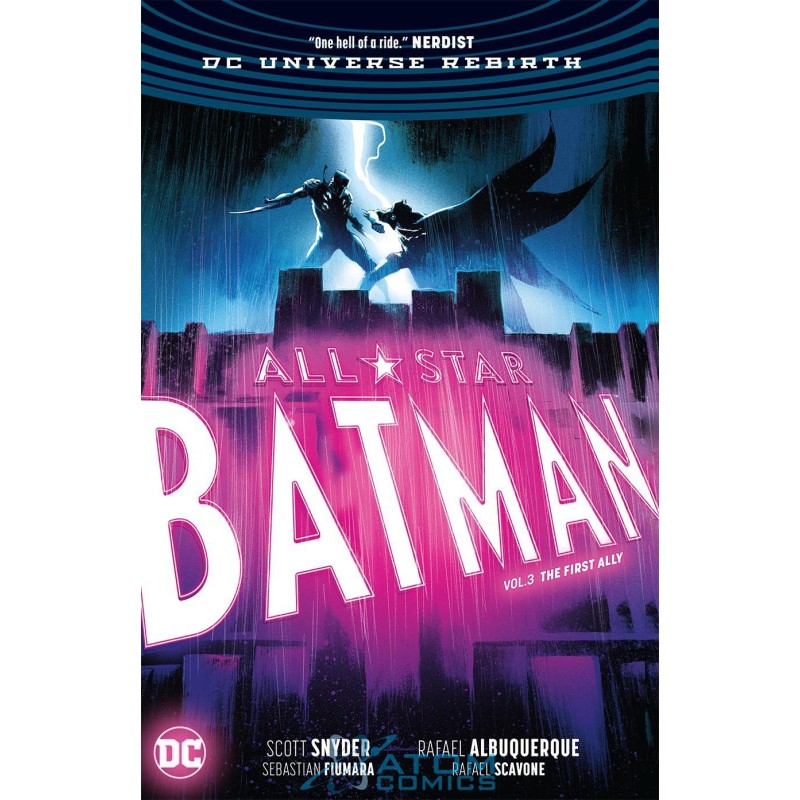 "One hell of a ride." NERDIST
DC UNIVERSE REBIRTH
ALL★STAR
BATMAN
VOL.3 THE FIRST ALLY
DC
SCOTT SNYDER RAFAEL ALBUQUERQUE
SEBASTIAN FIUMARA RAFAEL SCAVONE
ATOM
COMICS